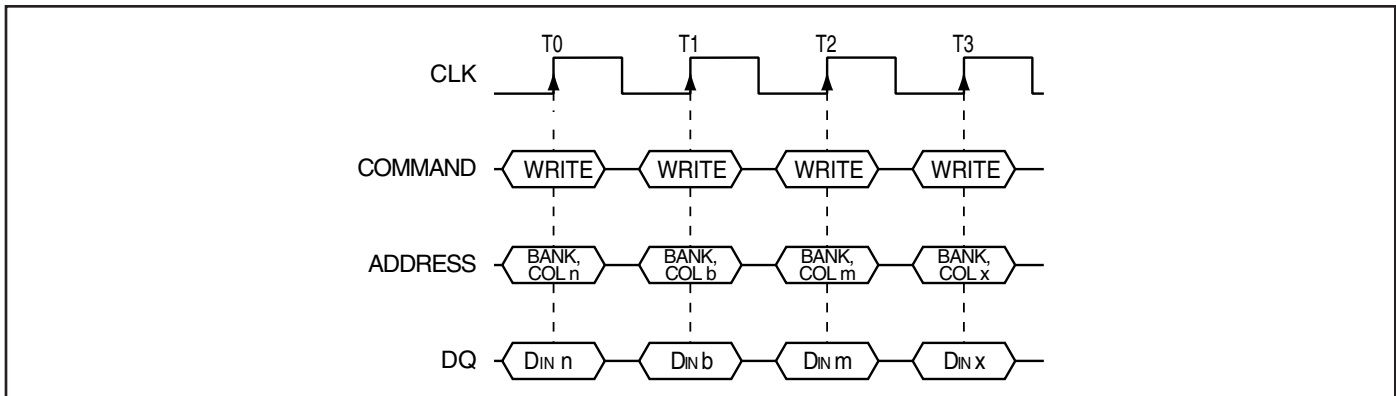 T0 T1 T2 T3
CLK
COMMAND WRITE WRITE WRITE WRITE
ADDRESS BANK, COL n BANK, COL b BANK, COL m BANK, COL x
DQ DIN n DIN b DIN m DIN x